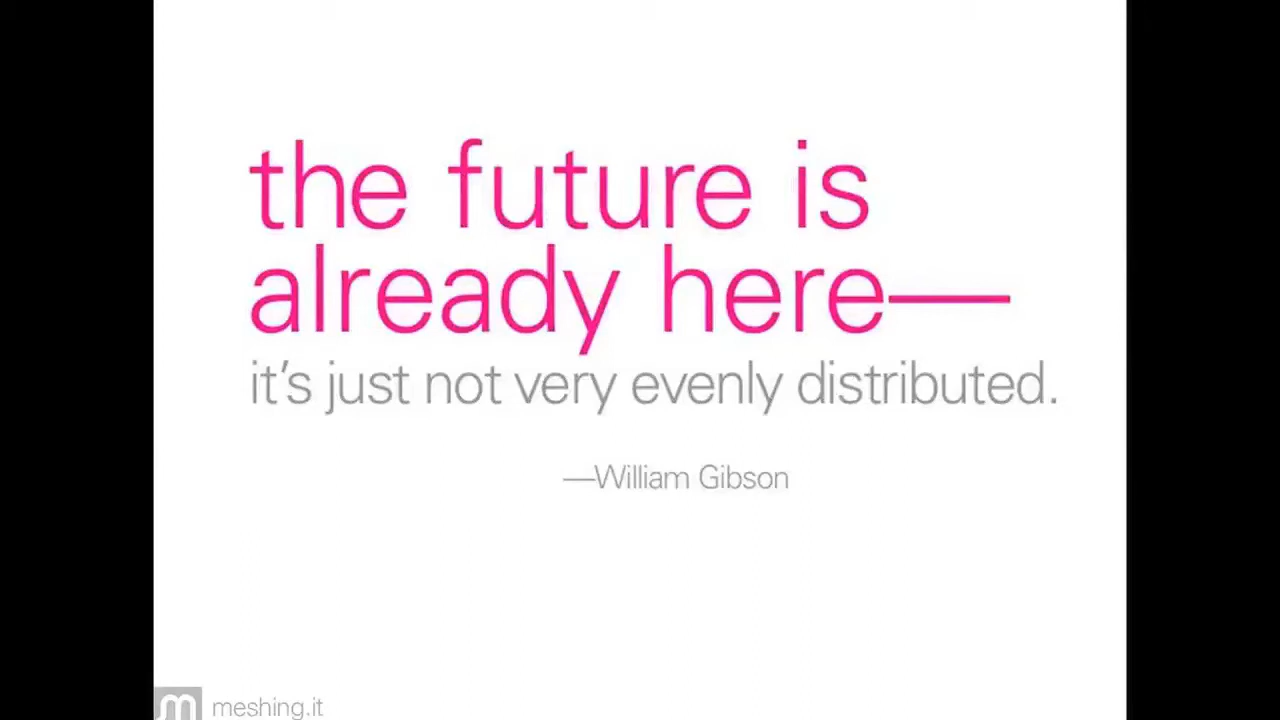 the future is
already here—
it's just not very evenly distributed.
—William Gibson
m meshing.it